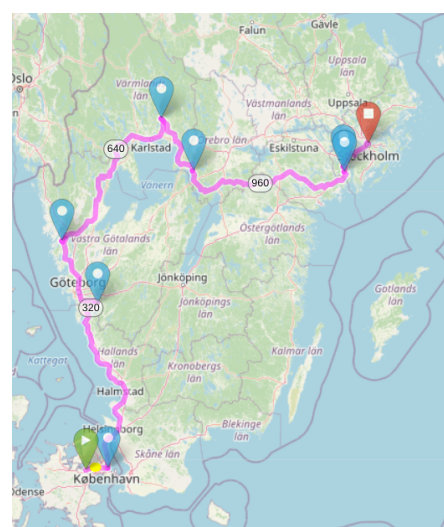 Falun
Gävle
Oslo
Uppsala
län
Värmlands
län
Västmanlands
län
Uppsala
640
Karlstad
Örebro län
Eskilstuna
Stockholm
Vänern
960
Västra Götalands
län
Östergötlands
län
Göteborg
Jönköping
Gotlands
län
320
Jönköpings
län
Kattegat
Hallands
län
Kronobergs
län
Kalmar län
Halmstad
Helsingborg
Blekinge
län
Skåne län
København
Odense